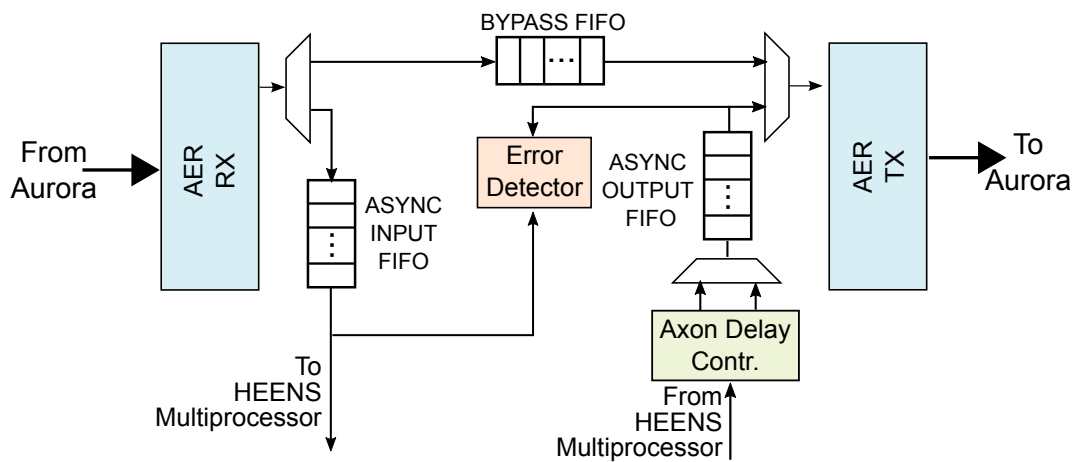 BYPASS FIFO
From
Aurora
AER
RX
ASYNC
INPUT
FIFO
Error
Detector
ASYNC
OUTPUT
FIFO
AER
TX
To
Aurora
Axon Delay
Contr.
To
HEENS
Multiprocessor
From
HEENS
Multiprocessor